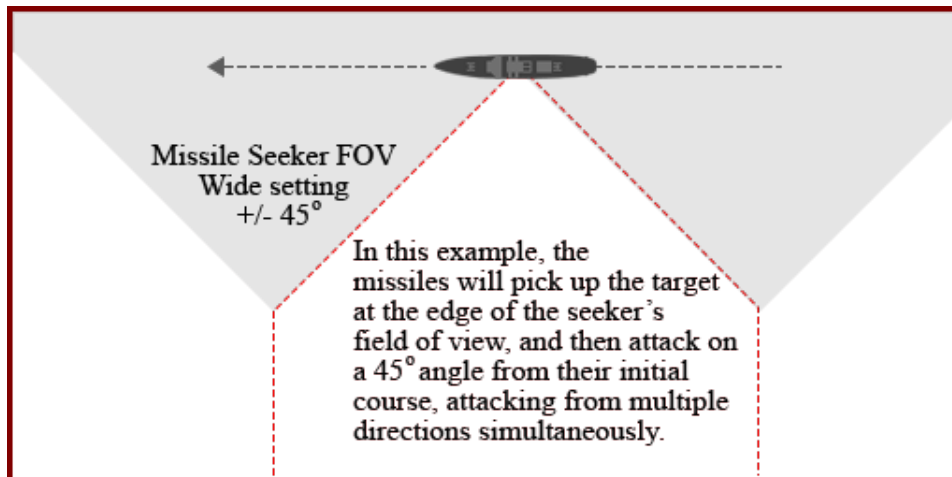 Missile Seeker FOV
Wide setting
+/- 45°
In this example, the
missiles will pick up the target
at the edge of the seeker's
field of view, and then attack on
a 45° angle from their initial
course, attacking from multiple
directions simultaneously.